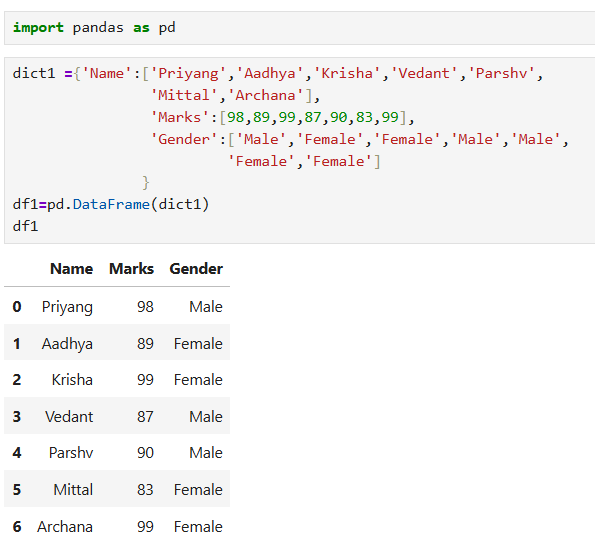 import pandas as pd
dict1 ={'Name':['Priyang','Aadhya','Krisha','Vedant','Parshv',
'Mittal','Archana'],
'Marks':[98,89,99,87,90,83,99],
'Gender':['Male','Female','Female','Male','Male',
'Female','Female']
}
df1=pd.DataFrame(dict1)
df1
Name Marks Gender
0 Priyang 98 Male
1 Aadhya 89 Female
2 Krisha 99 Female
3 Vedant 87 Male
4 Parshv 90 Male
5 Mittal 83 Female
6 Archana 99 Female